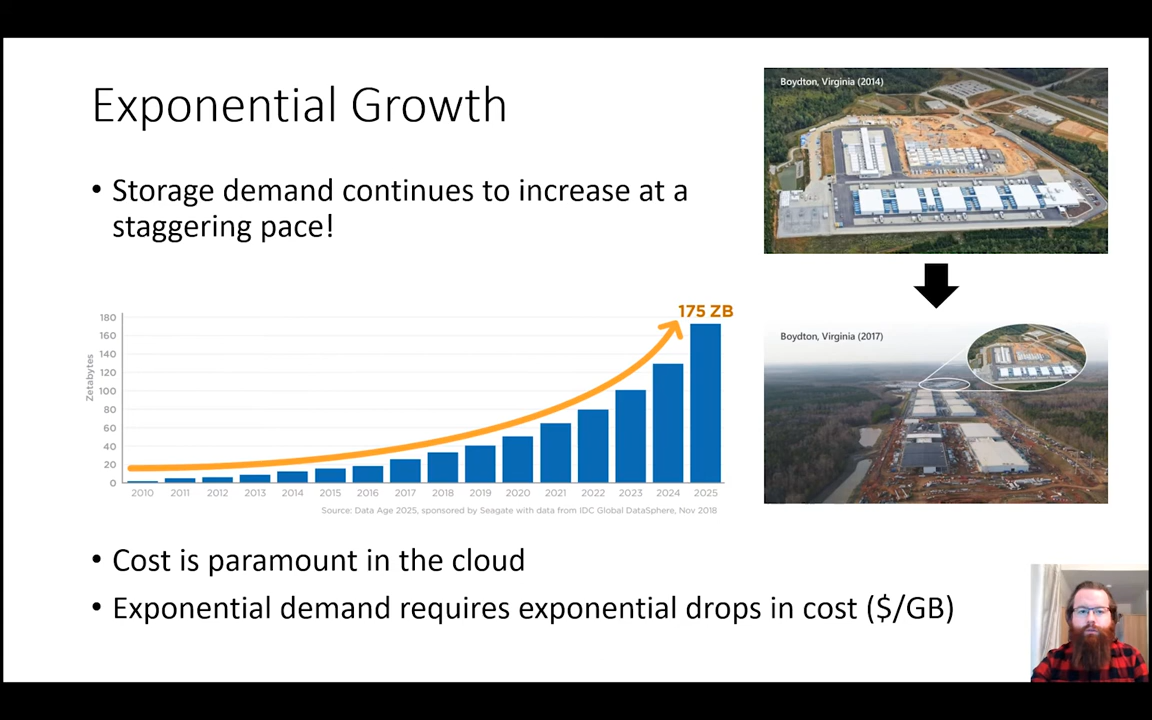 Exponential Growth
• Storage demand continues to increase at a
staggering pace!
175 ZB
Zetabytes
180
160
140
120
100
80
60
40
20
0
2010 2011 2012 2013 2014 2015 2016 2017 2018 2019 2020 2021 2022 2023 2024 2025
Source: Data Age 2025, sponsored by Seagate with data from IDC Global DataSphere, Nov 2018
Boydton, Virginia (2014)
Boydton, Virginia (2017)
• Cost is paramount in the cloud
• Exponential demand requires exponential drops in cost ($/GB)